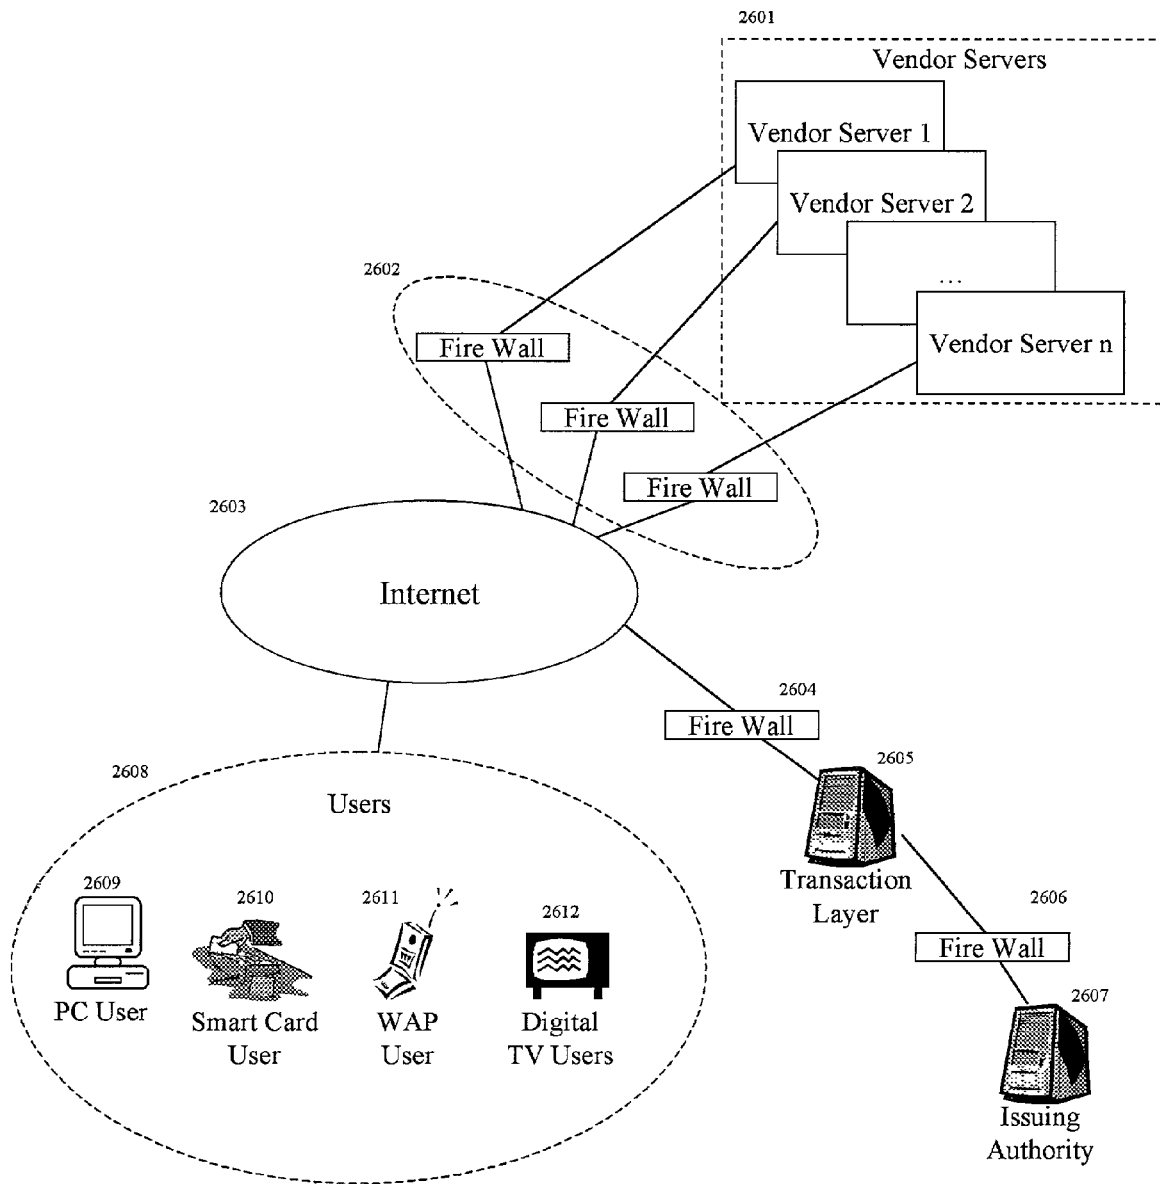 2601
Vendor Servers
Vendor Server 1
Vendor Server 2
...
Vendor Server n
2602
Fire Wall
Fire Wall
Fire Wall
2603
Internet
2604
Fire Wall
2605
Transaction
Layer
2606
Fire Wall
2607
Issuing
Authority
2608
Users
2609
PC User
2610
Smart Card
User
2611
WAP
User
2612
Digital
TV Users